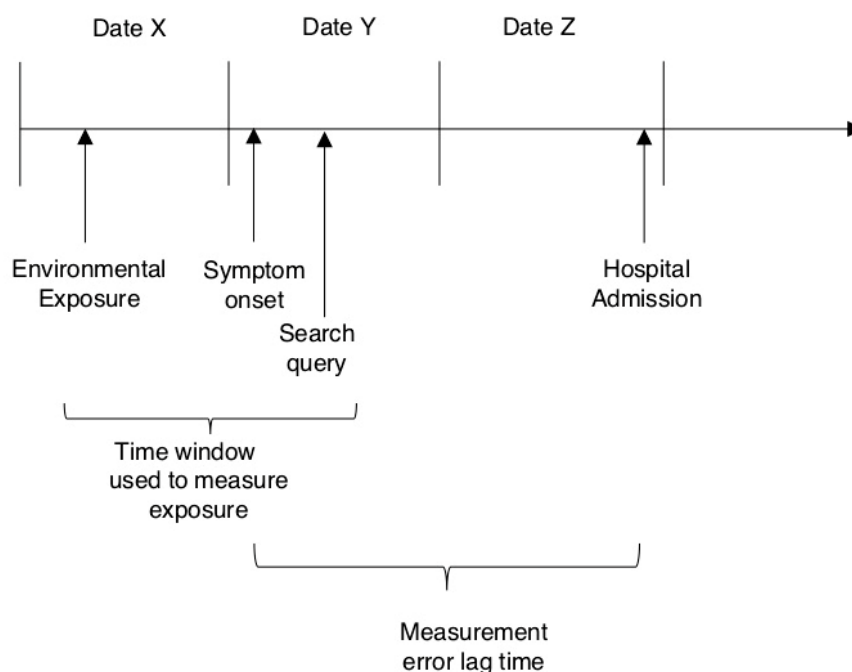 Date X
Date Y
Date Z
Environmental
Exposure
Symptom
onset
Search
query
Hospital
Admission
Time window
used to measure
exposure
Measurement
error lag time